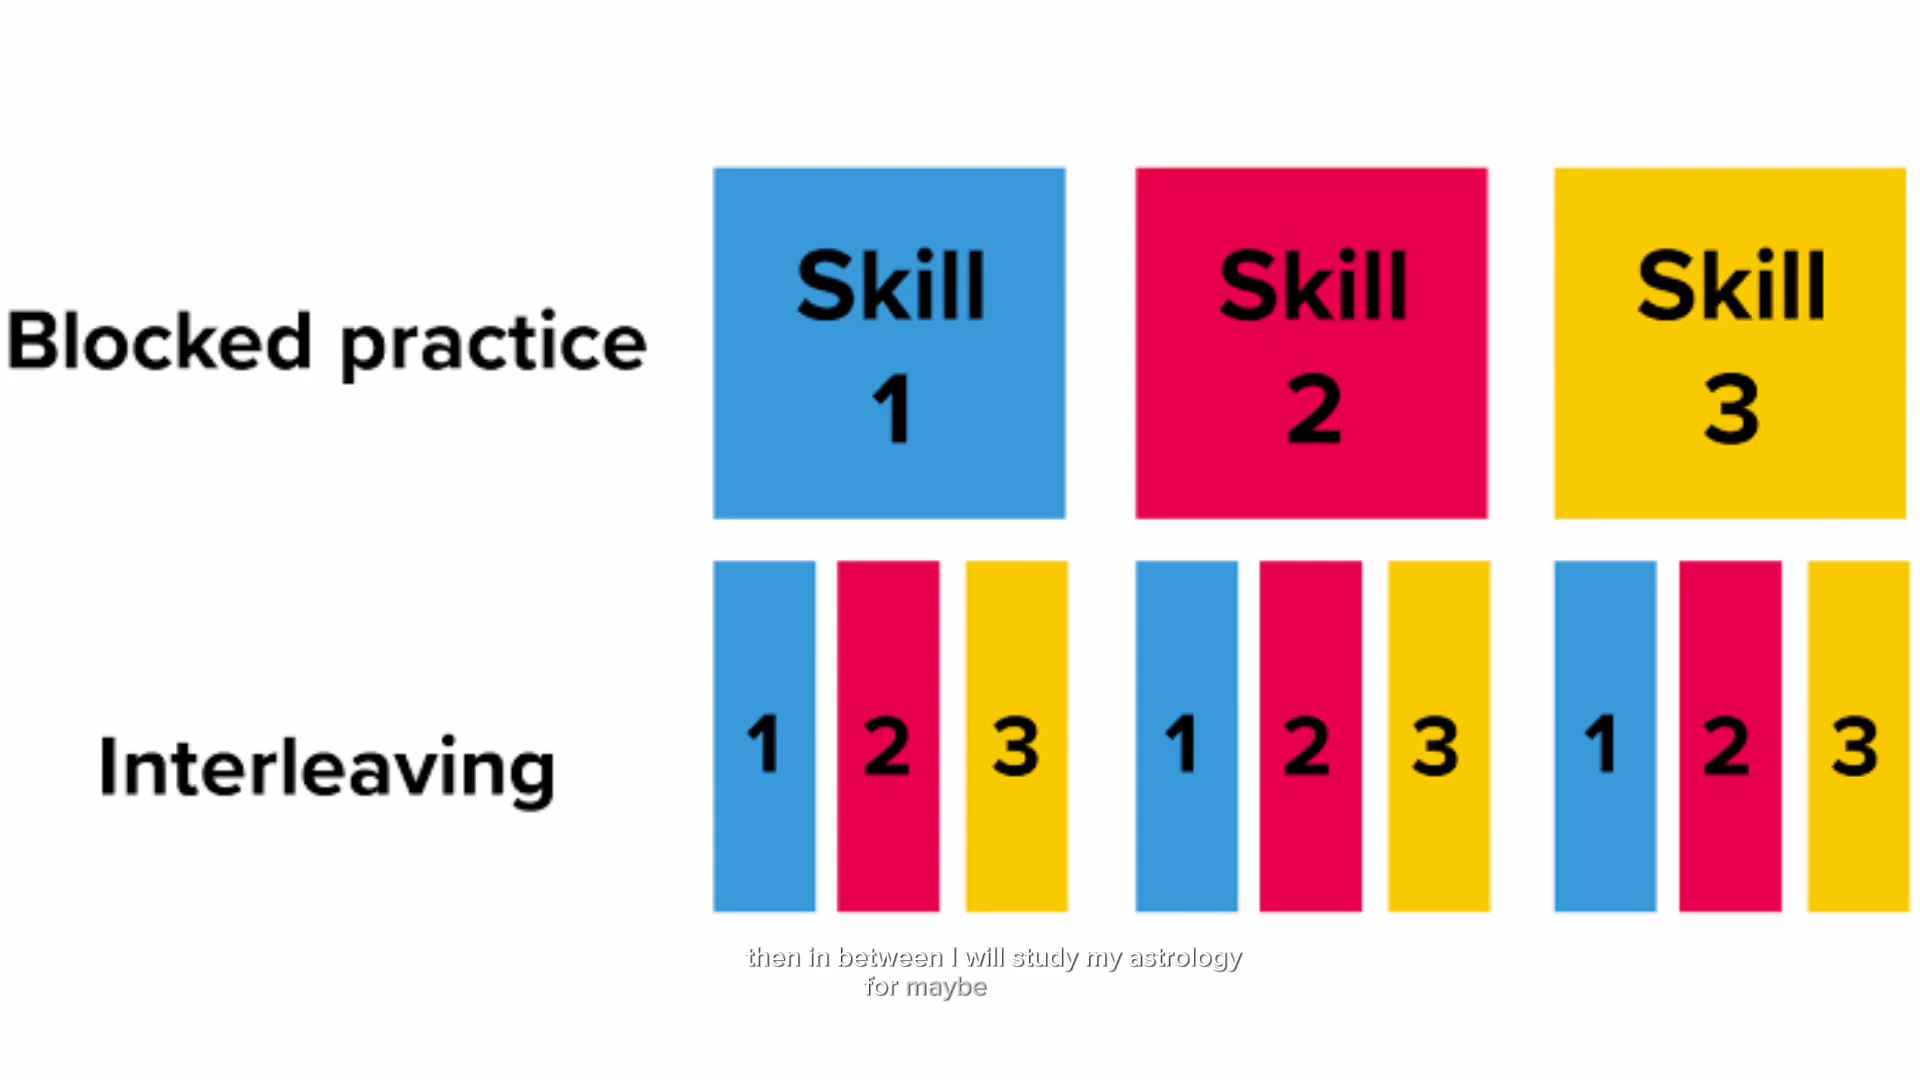 Blocked practice
Skill
1
Skill
2
Skill
3
Interleaving
1 2 3 1 2 3 1 2 3
then in between I will study my astrology
for maybe